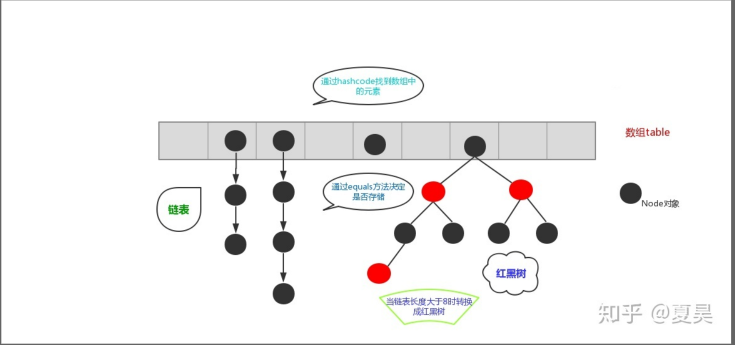 通过hashcode找到数组中
的元素
数组table
链表
通过equals方法决定
是否存储
Node对象
红黑树
当链表长度大于8时转换
成红黑树
知乎 @夏昊